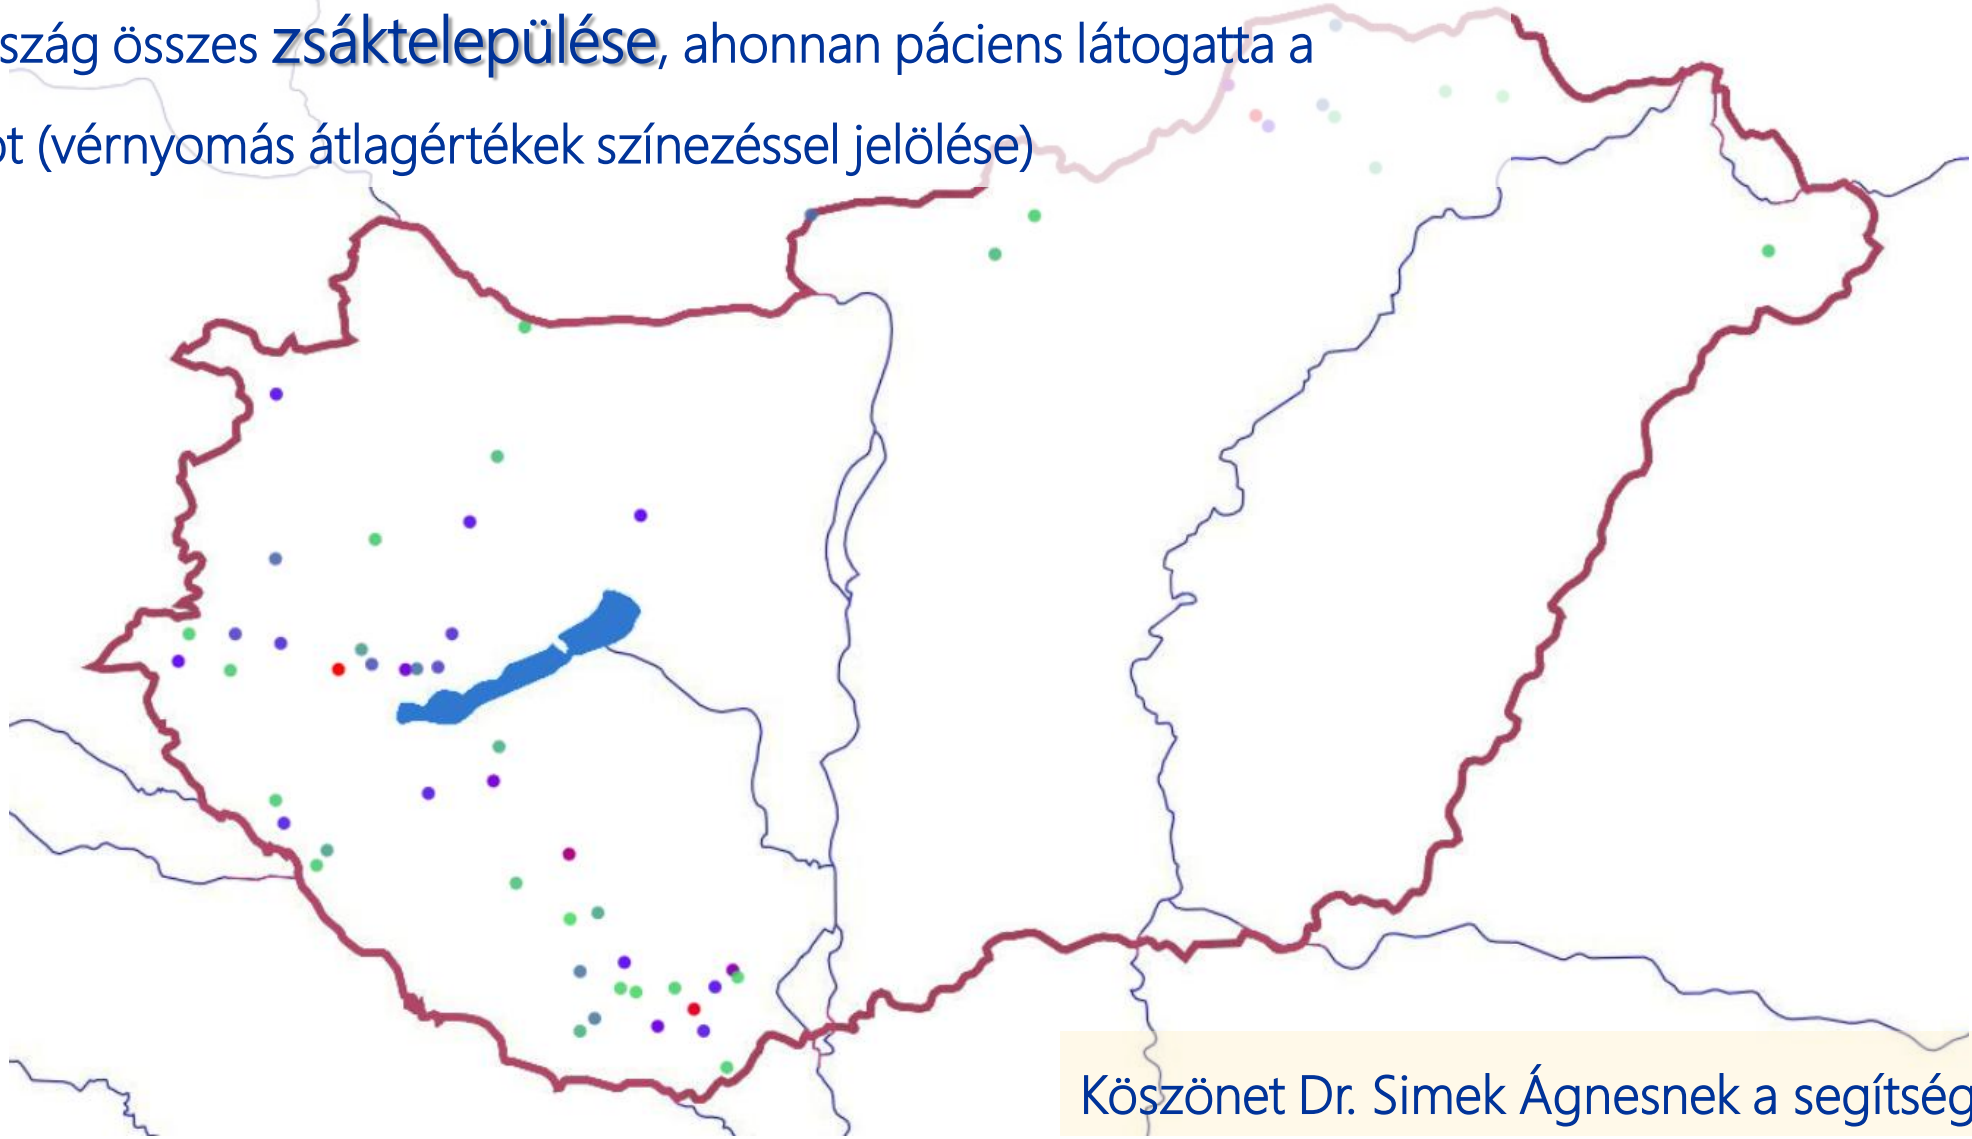 szág összes zsáktelepülése, ahonnan páciens látogatta a
ot (vérnyomás átlagértékek színezéssel jelölése)
Köszönet Dr. Simek Ágnesnek a segítség